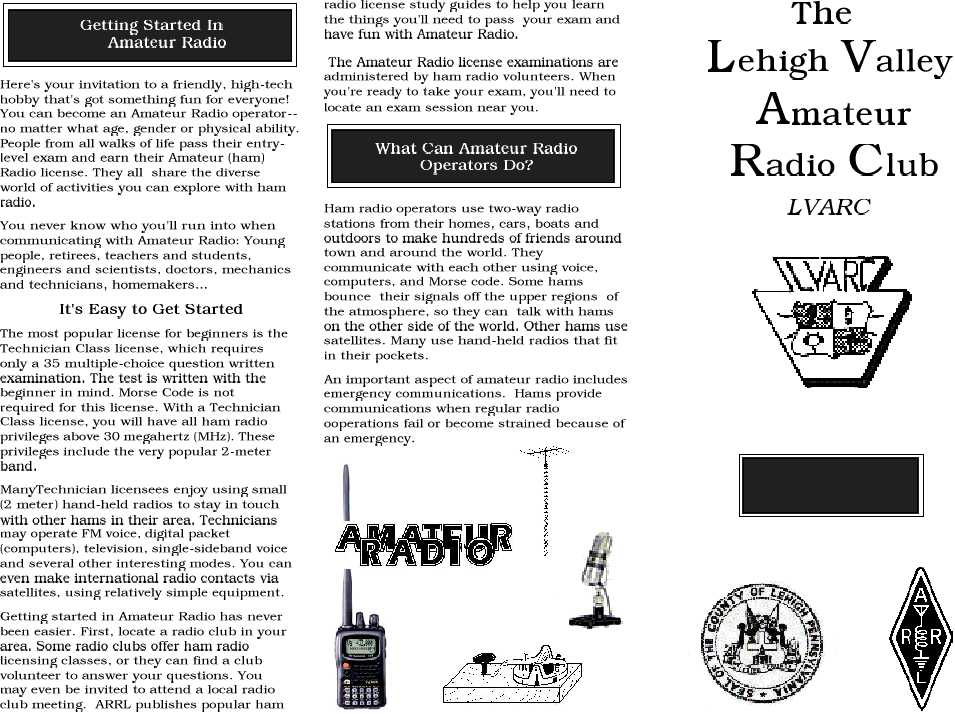 Getting Started In
Amateur Radio
Here's your invitation to a friendly, high-tech
hobby that's got something fun for everyone!
You can become an Amateur Radio operator--
no matter what age, gender or physical ability.
People from all walks of life pass their entry-
level exam and earn their Amateur (ham)
Radio license. They all share the diverse
world of activities you can explore with ham
radio.
You never know who you'll run into when
communicating with Amateur Radio: Young
people, retirees, teachers and students,
engineers and scientists, doctors, mechanics
and technicians, homemakers...
It's Easy to Get Started
The most popular license for beginners is the
Technician Class license, which requires
only a 35 multiple-choice question written
examination. The test is written with the
beginner in mind. Morse Code is not
required for this license. With a Technician
Class license, you will have all ham radio
privileges above 30 megahertz (MHz). These
privileges include the very popular 2-meter
band.
ManyTechnician licensees enjoy using small
(2 meter) hand-held radios to stay in touch
with other hams in their area. Technicians
may operate FM voice, digital packet
(computers), television, single-sideband voice
and several other interesting modes. You can
even make international radio contacts via
satellites, using relatively simple equipment.
Getting started in Amateur Radio has never
been easier. First, locate a radio club in your
area. Some radio clubs offer ham radio
licensing classes, or they can find a club
volunteer to answer your questions. You
may even be invited to attend a local radio
club meeting. ARRL publishes popular ham
radio license study guides to help you learn
the things you'll need to pass your exam and
have fun with Amateur Radio.
The Amateur Radio license examinations are
administered by ham radio volunteers. When
you're ready to take your exam, you'll need to
locate an exam session near you.
What Can Amateur Radio
Operators Do?
Ham radio operators use two-way radio
stations from their homes, cars, boats and
outdoors to make hundreds of friends around
town and around the world. They
communicate with each other using voice,
computers, and Morse code. Some hams
bounce their signals off the upper regions of
the atmosphere, so they can talk with hams
on the other side of the world. Other hams use
satellites. Many use hand-held radios that fit
in their pockets.
An important aspect of amateur radio includes
emergency communications. Hams provide
communications when regular radio
ooperations fail or become strained because of
an emergency.
AMATEUR
RADIO
The
Lehigh Valley
Amateur
Radio Club
LVARC
LVARC
SEAL OF THE COUNTY OF LEHIGH PENNSYLVANIA
A
R R
L